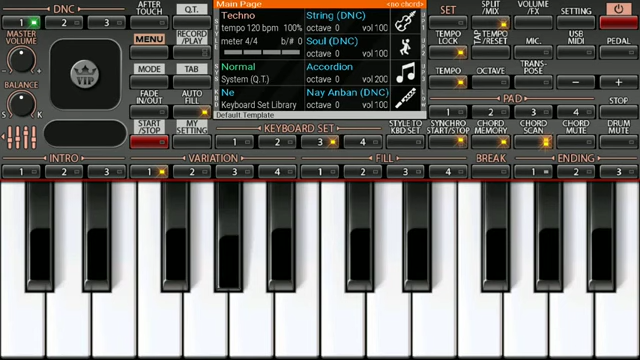 DNC
1 2 3
AFTER TOUCH
Q.T.
MASTER VOLUME
BALANCE
S K
VIP
MENU
RECORD /PLAY
MODE
TAB
FADE IN/OUT
AUTO FILL
START /STOP
MY SETTING
Main Page
<no chord>
Techno
tempo 120 bpm 100%
meter 4/4 b/# 0
Normal
System (Q.T.)
Ne
Keyboard Set Library
Default.Template
String (DNC)
octave 0 vol 100
Soul (DNC)
octave 0 vol 100
Accordion
octave 0 vol 200
Nay Anban (DNC)
octave 0 vol 100
SET
SPLIT /MIX
VOLUME /FX
SETTING
TEMPO LOCK
TEMPO /RESET
MIC.
USB MIDI
PEDAL
TEMPO
OCTAVE
TRANS- POSE
− +
PAD
1 2 3 4
STOP
KEYBOARD SET
1 2 3 4
STYLE TO KBD SET
SYNCHRO START/STOP
CHORD MEMORY
CHORD SCAN
CHORD MUTE
DRUM MUTE
INTRO
1 2 3
VARIATION
1 2 3 4
FILL
1 2 3 4
BREAK
ENDING
1 2 3